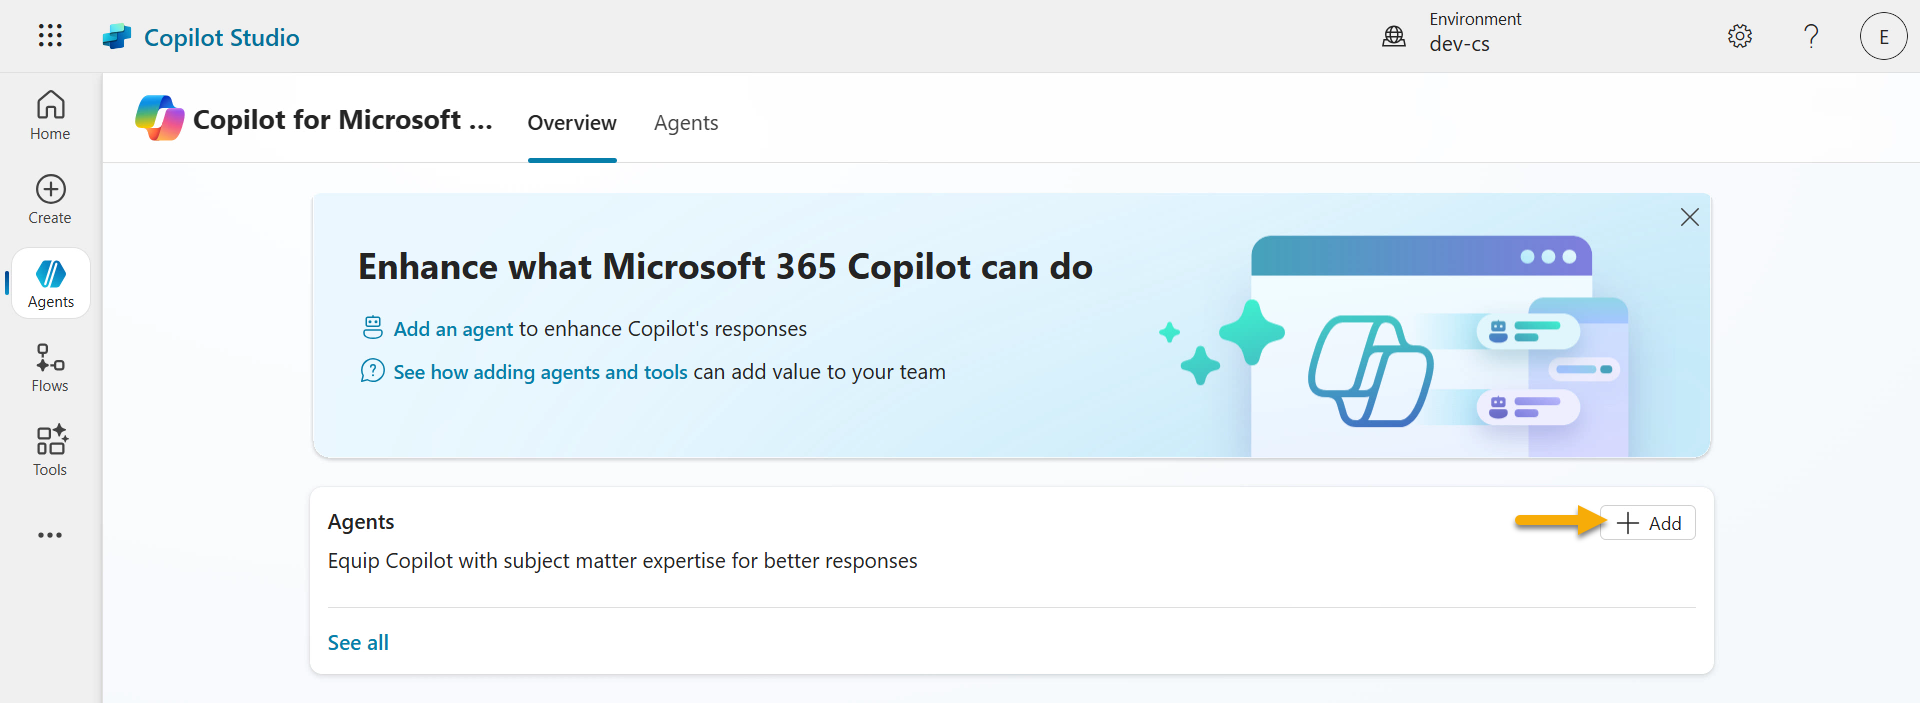 Copilot Studio
Environment
dev-cs
?
E
Home
Create
Agents
Flows
Tools
Copilot for Microsoft ...
Overview
Agents
Enhance what Microsoft 365 Copilot can do
Add an agent to enhance Copilot's responses
See how adding agents and tools can add value to your team
Agents
Add
Equip Copilot with subject matter expertise for better responses
See all